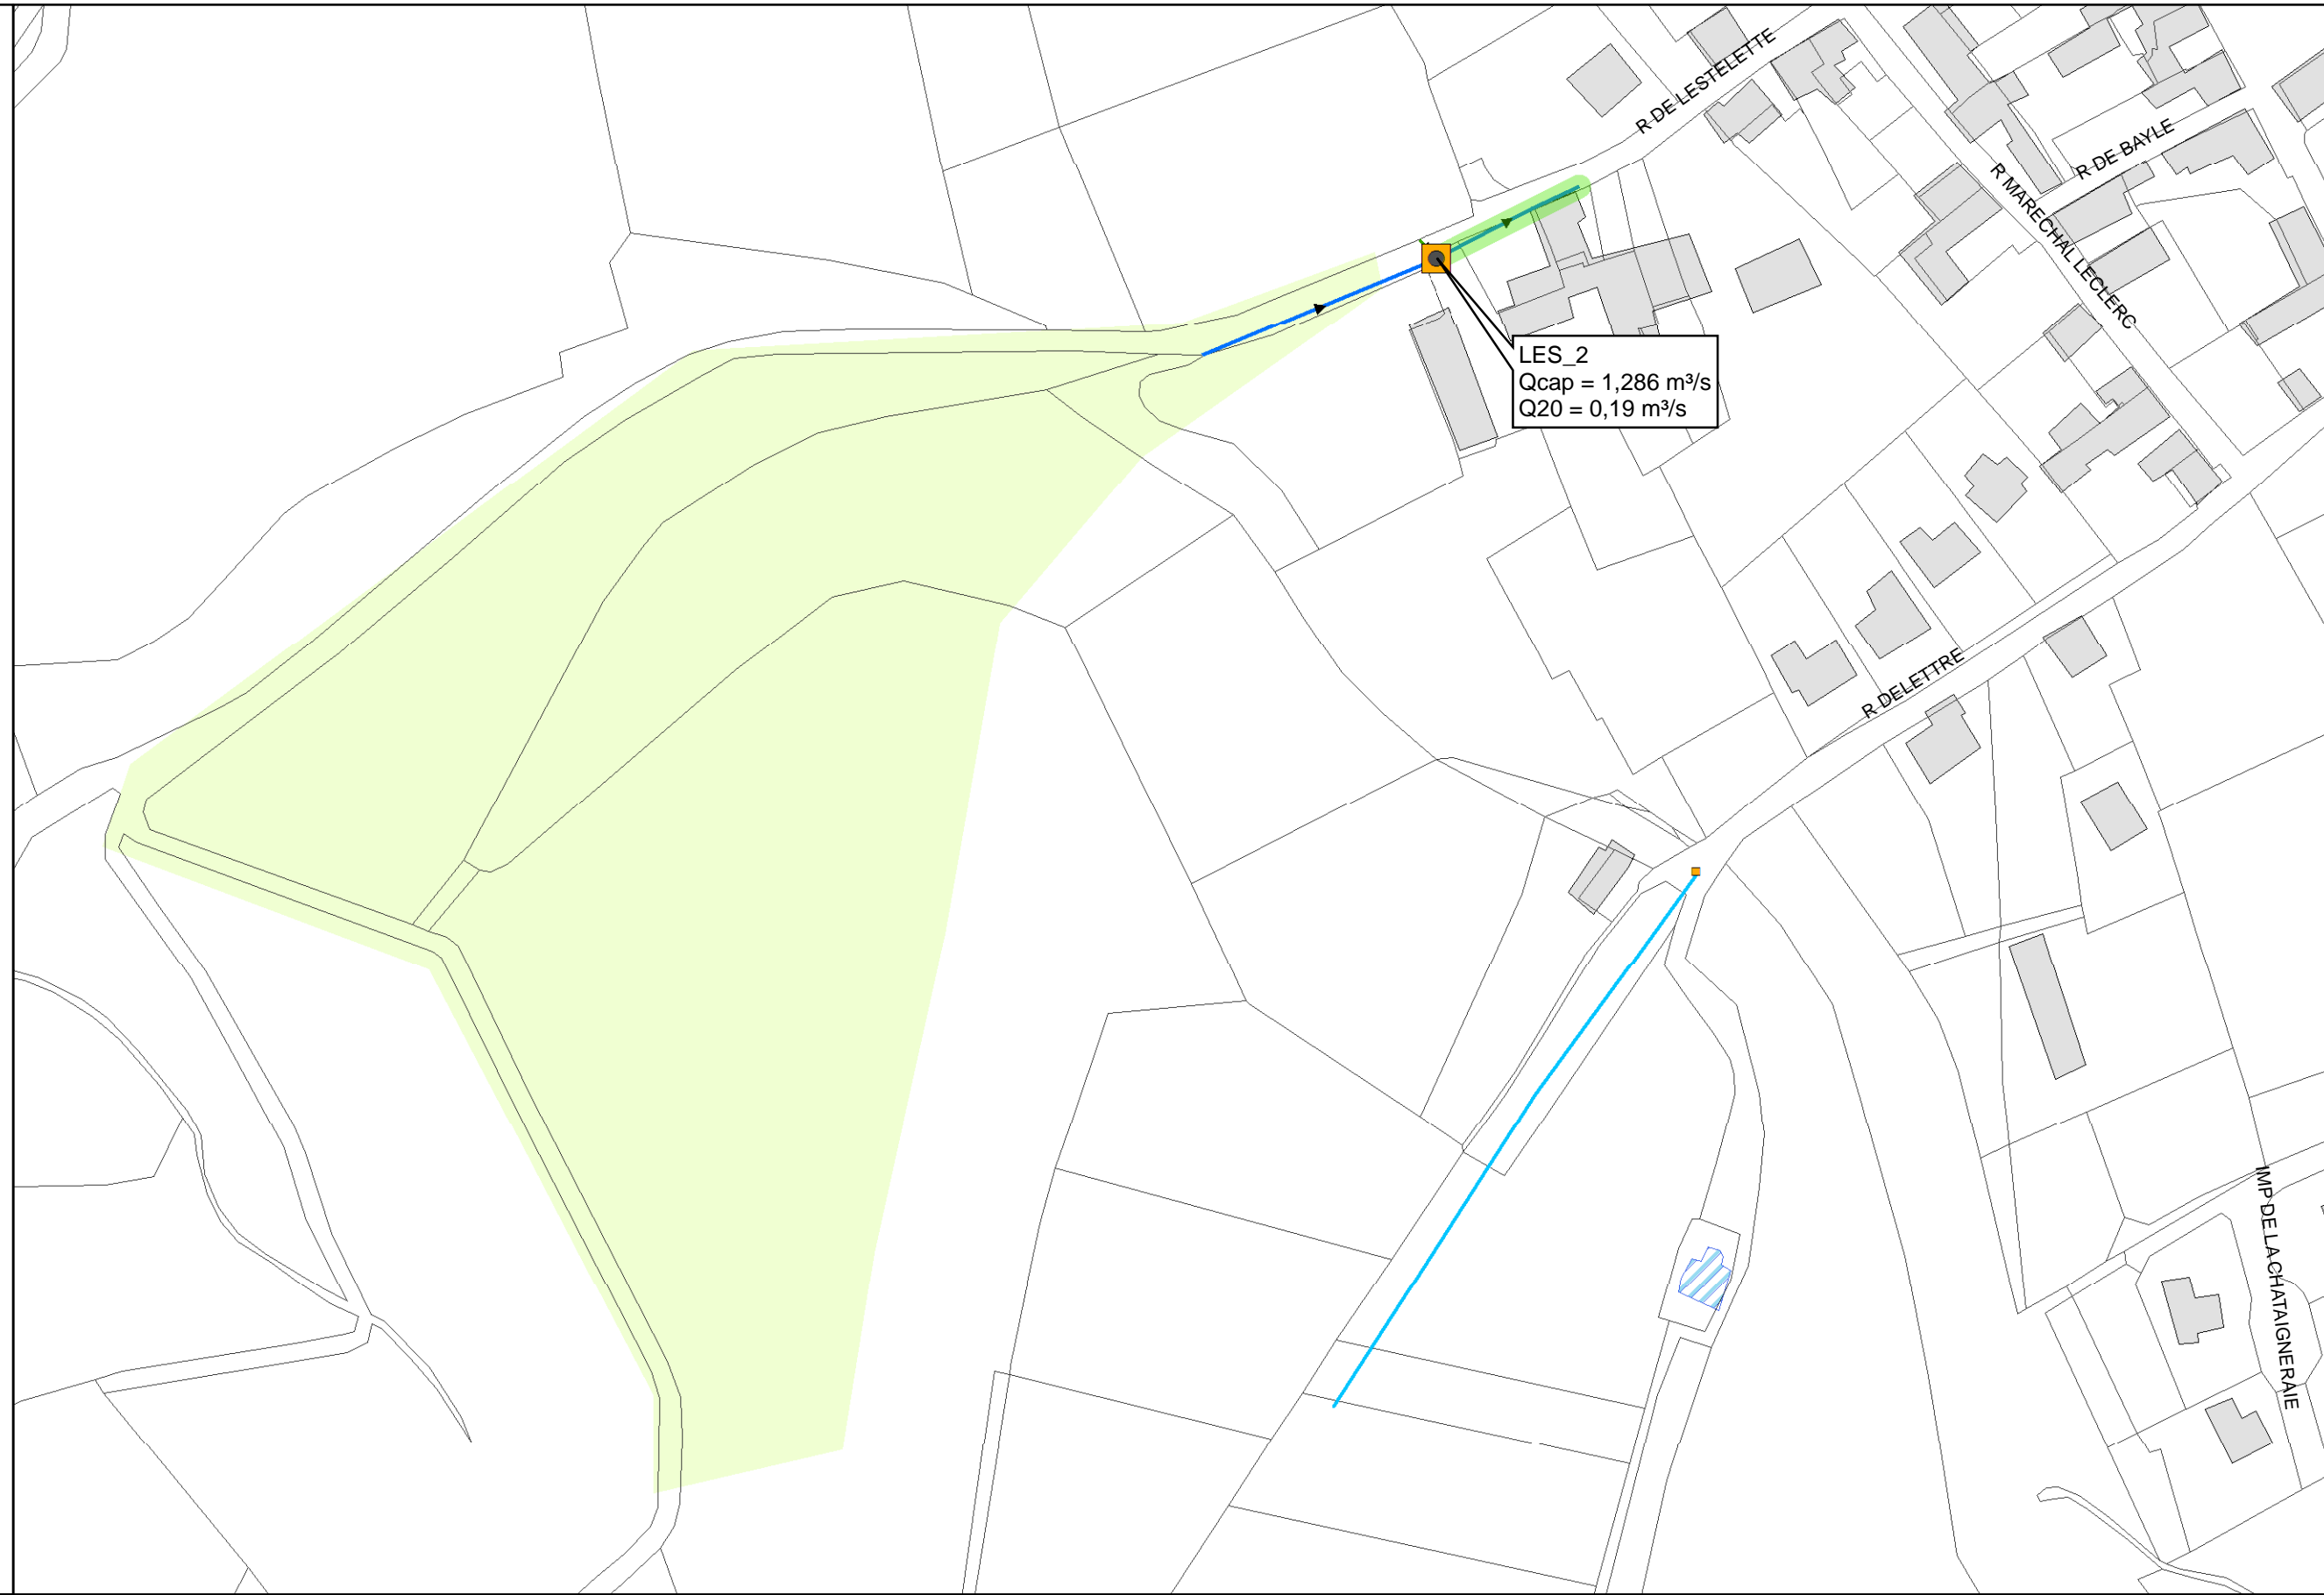 R DE LESTELETTE
R DE BAYLE
R MARECHAL LECLERC
LES_2
Qcap = 1,286 m³/s
Q20 = 0,19 m³/s
R DELETTRE
IMP DE LA CHATAIGNERAIE